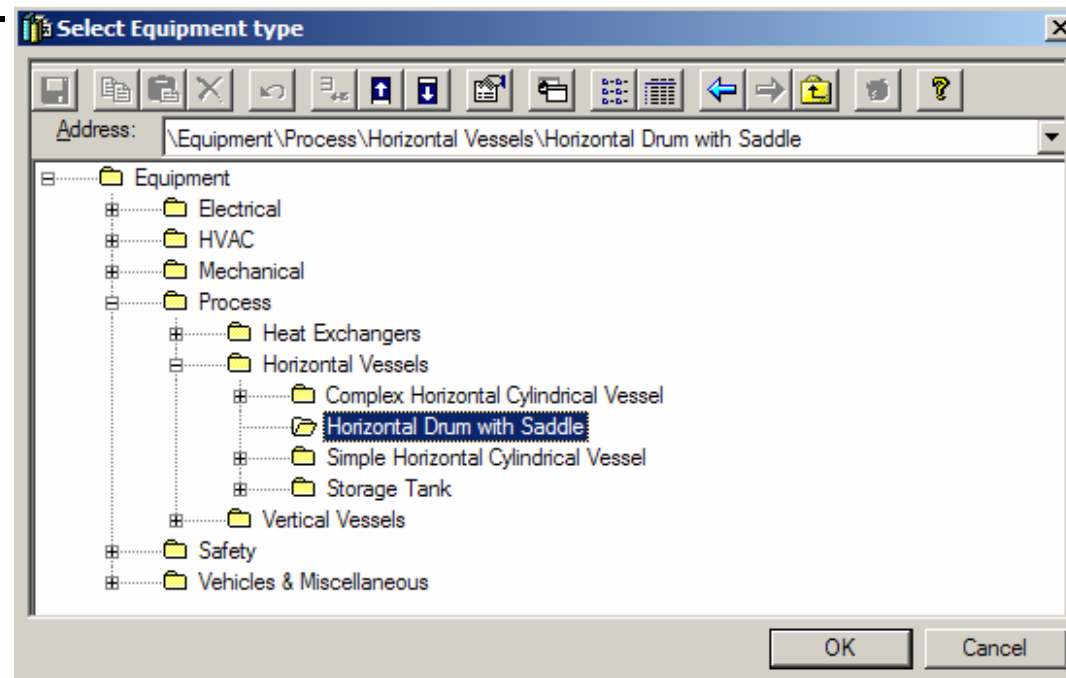 Select Equipment type
Address: \Equipment\Process\Horizontal Vessels\Horizontal Drum with Saddle
Equipment
Electrical
HVAC
Mechanical
Process
Heat Exchangers
Horizontal Vessels
Complex Horizontal Cylindrical Vessel
Horizontal Drum with Saddle
Simple Horizontal Cylindrical Vessel
Storage Tank
Vertical Vessels
Safety
Vehicles & Miscellaneous
OK Cancel